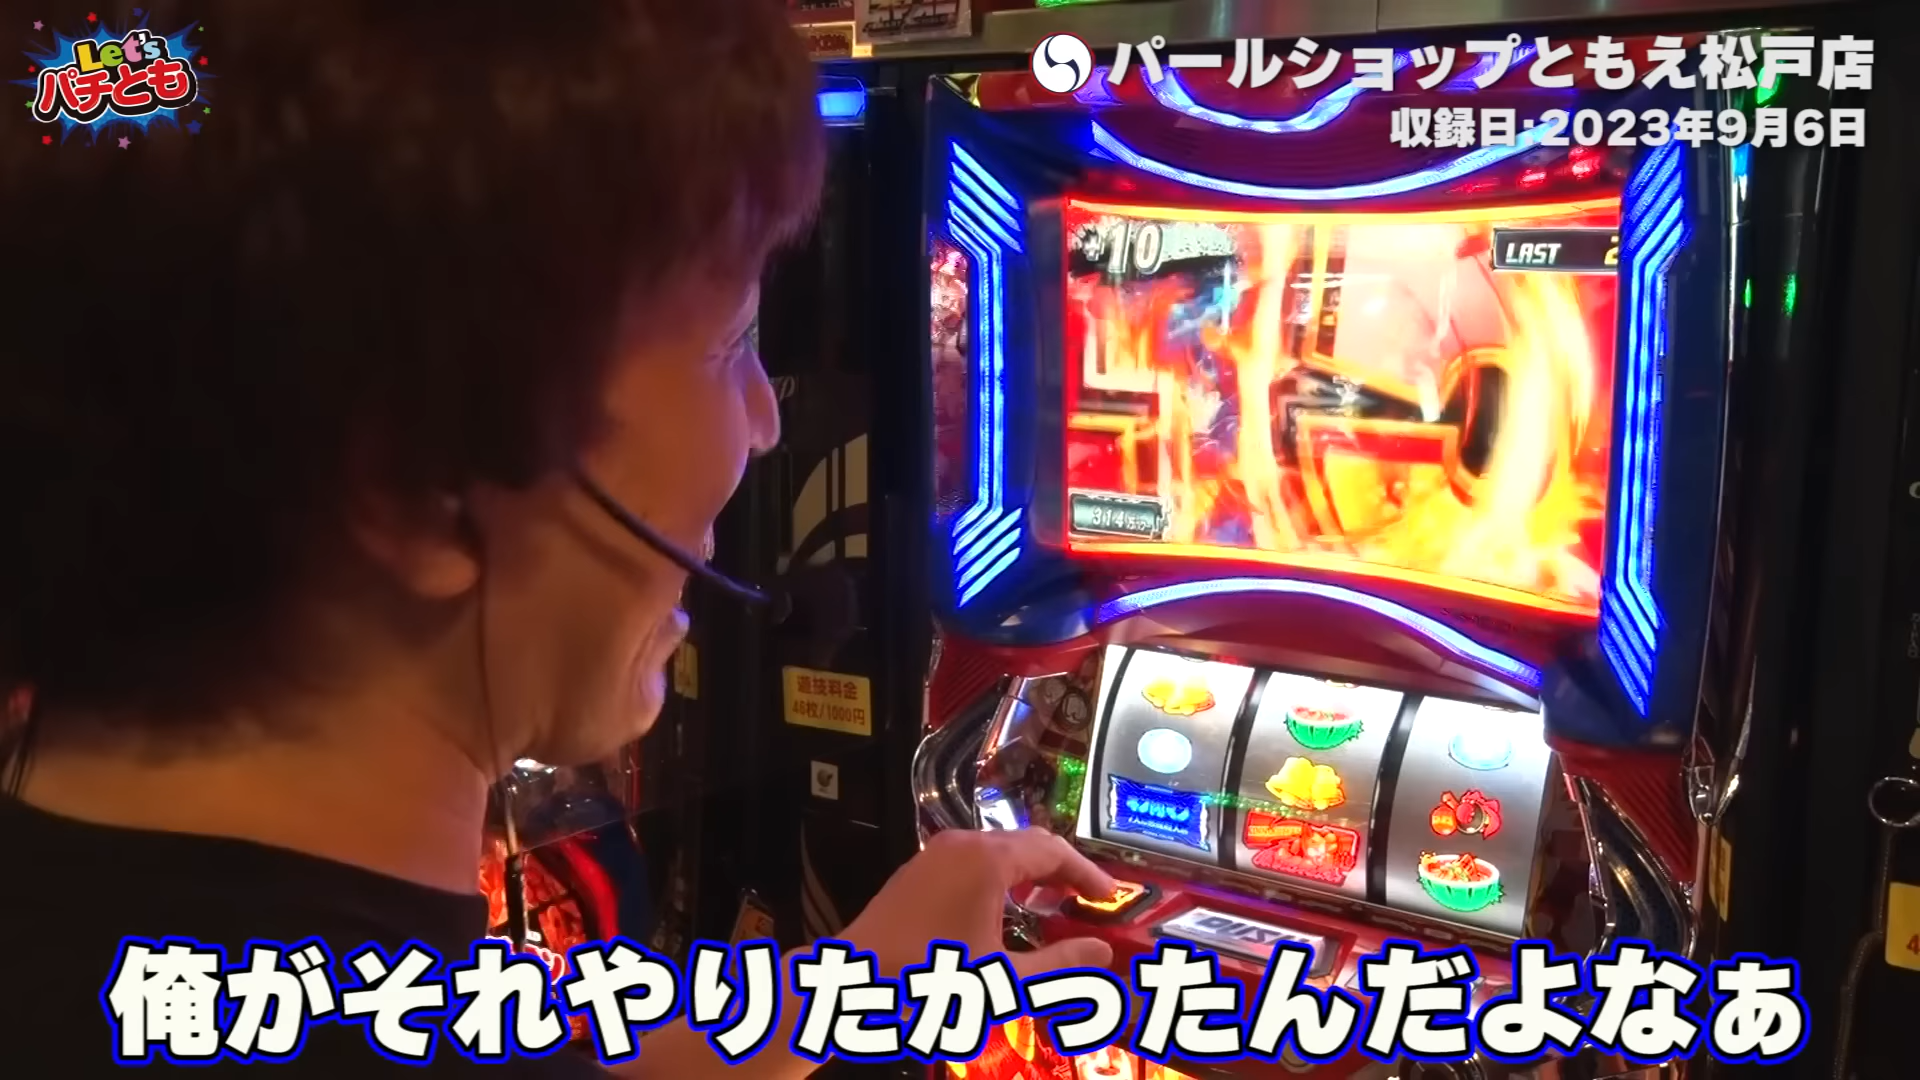 Let's
パチとも
パールショップともえ松戸店
収録日:2023年9月6日
+10
LAST 2
314
遊技料金
46枚/1000円
PUSH
俺がそれやりたかったんだよなぁ